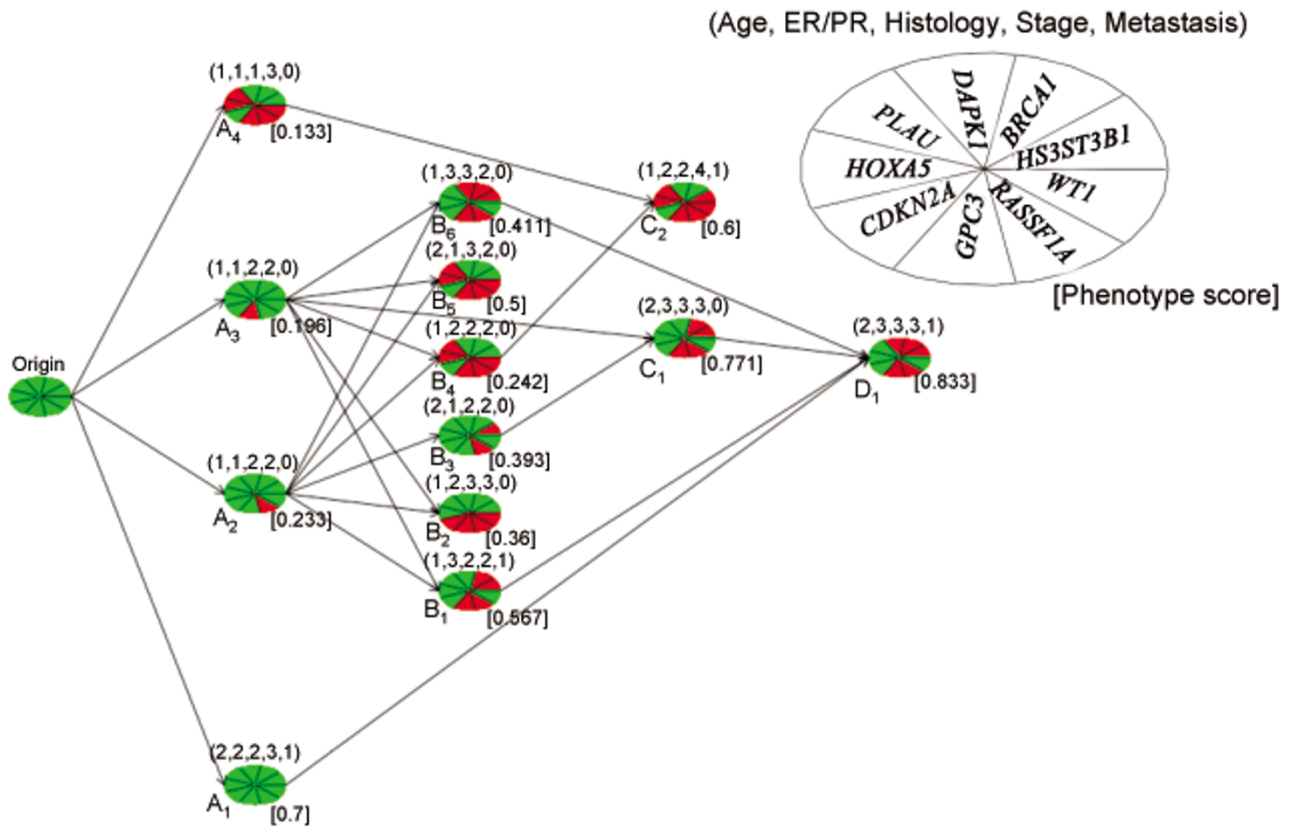 (Age, ER/PR, Histology, Stage, Metastasis)
DAPK1
BRCA1
PLAU
HS3ST3B1
HOXA5
WT1
CDKN2A
GPC3
RASSF1A
[Phenotype score]
Origin
(1,1,1,3,0)
A4
[0.133]
(1,1,2,2,0)
A3
[0.196]
(1,1,2,2,0)
A2
[0.233]
(2,2,2,3,1)
A1
[0.7]
(1,3,3,2,0)
B6
[0.411]
(2,1,3,2,0)
B5
[0.5]
(1,2,2,2,0)
B4
[0.242]
(2,1,2,2,0)
B3
[0.393]
(1,2,3,3,0)
B2
[0.36]
(1,3,2,2,1)
B1
[0.567]
(1,2,2,4,1)
C2
[0.6]
(2,3,3,3,0)
C1
[0.771]
(2,3,3,3,1)
D1
[0.833]